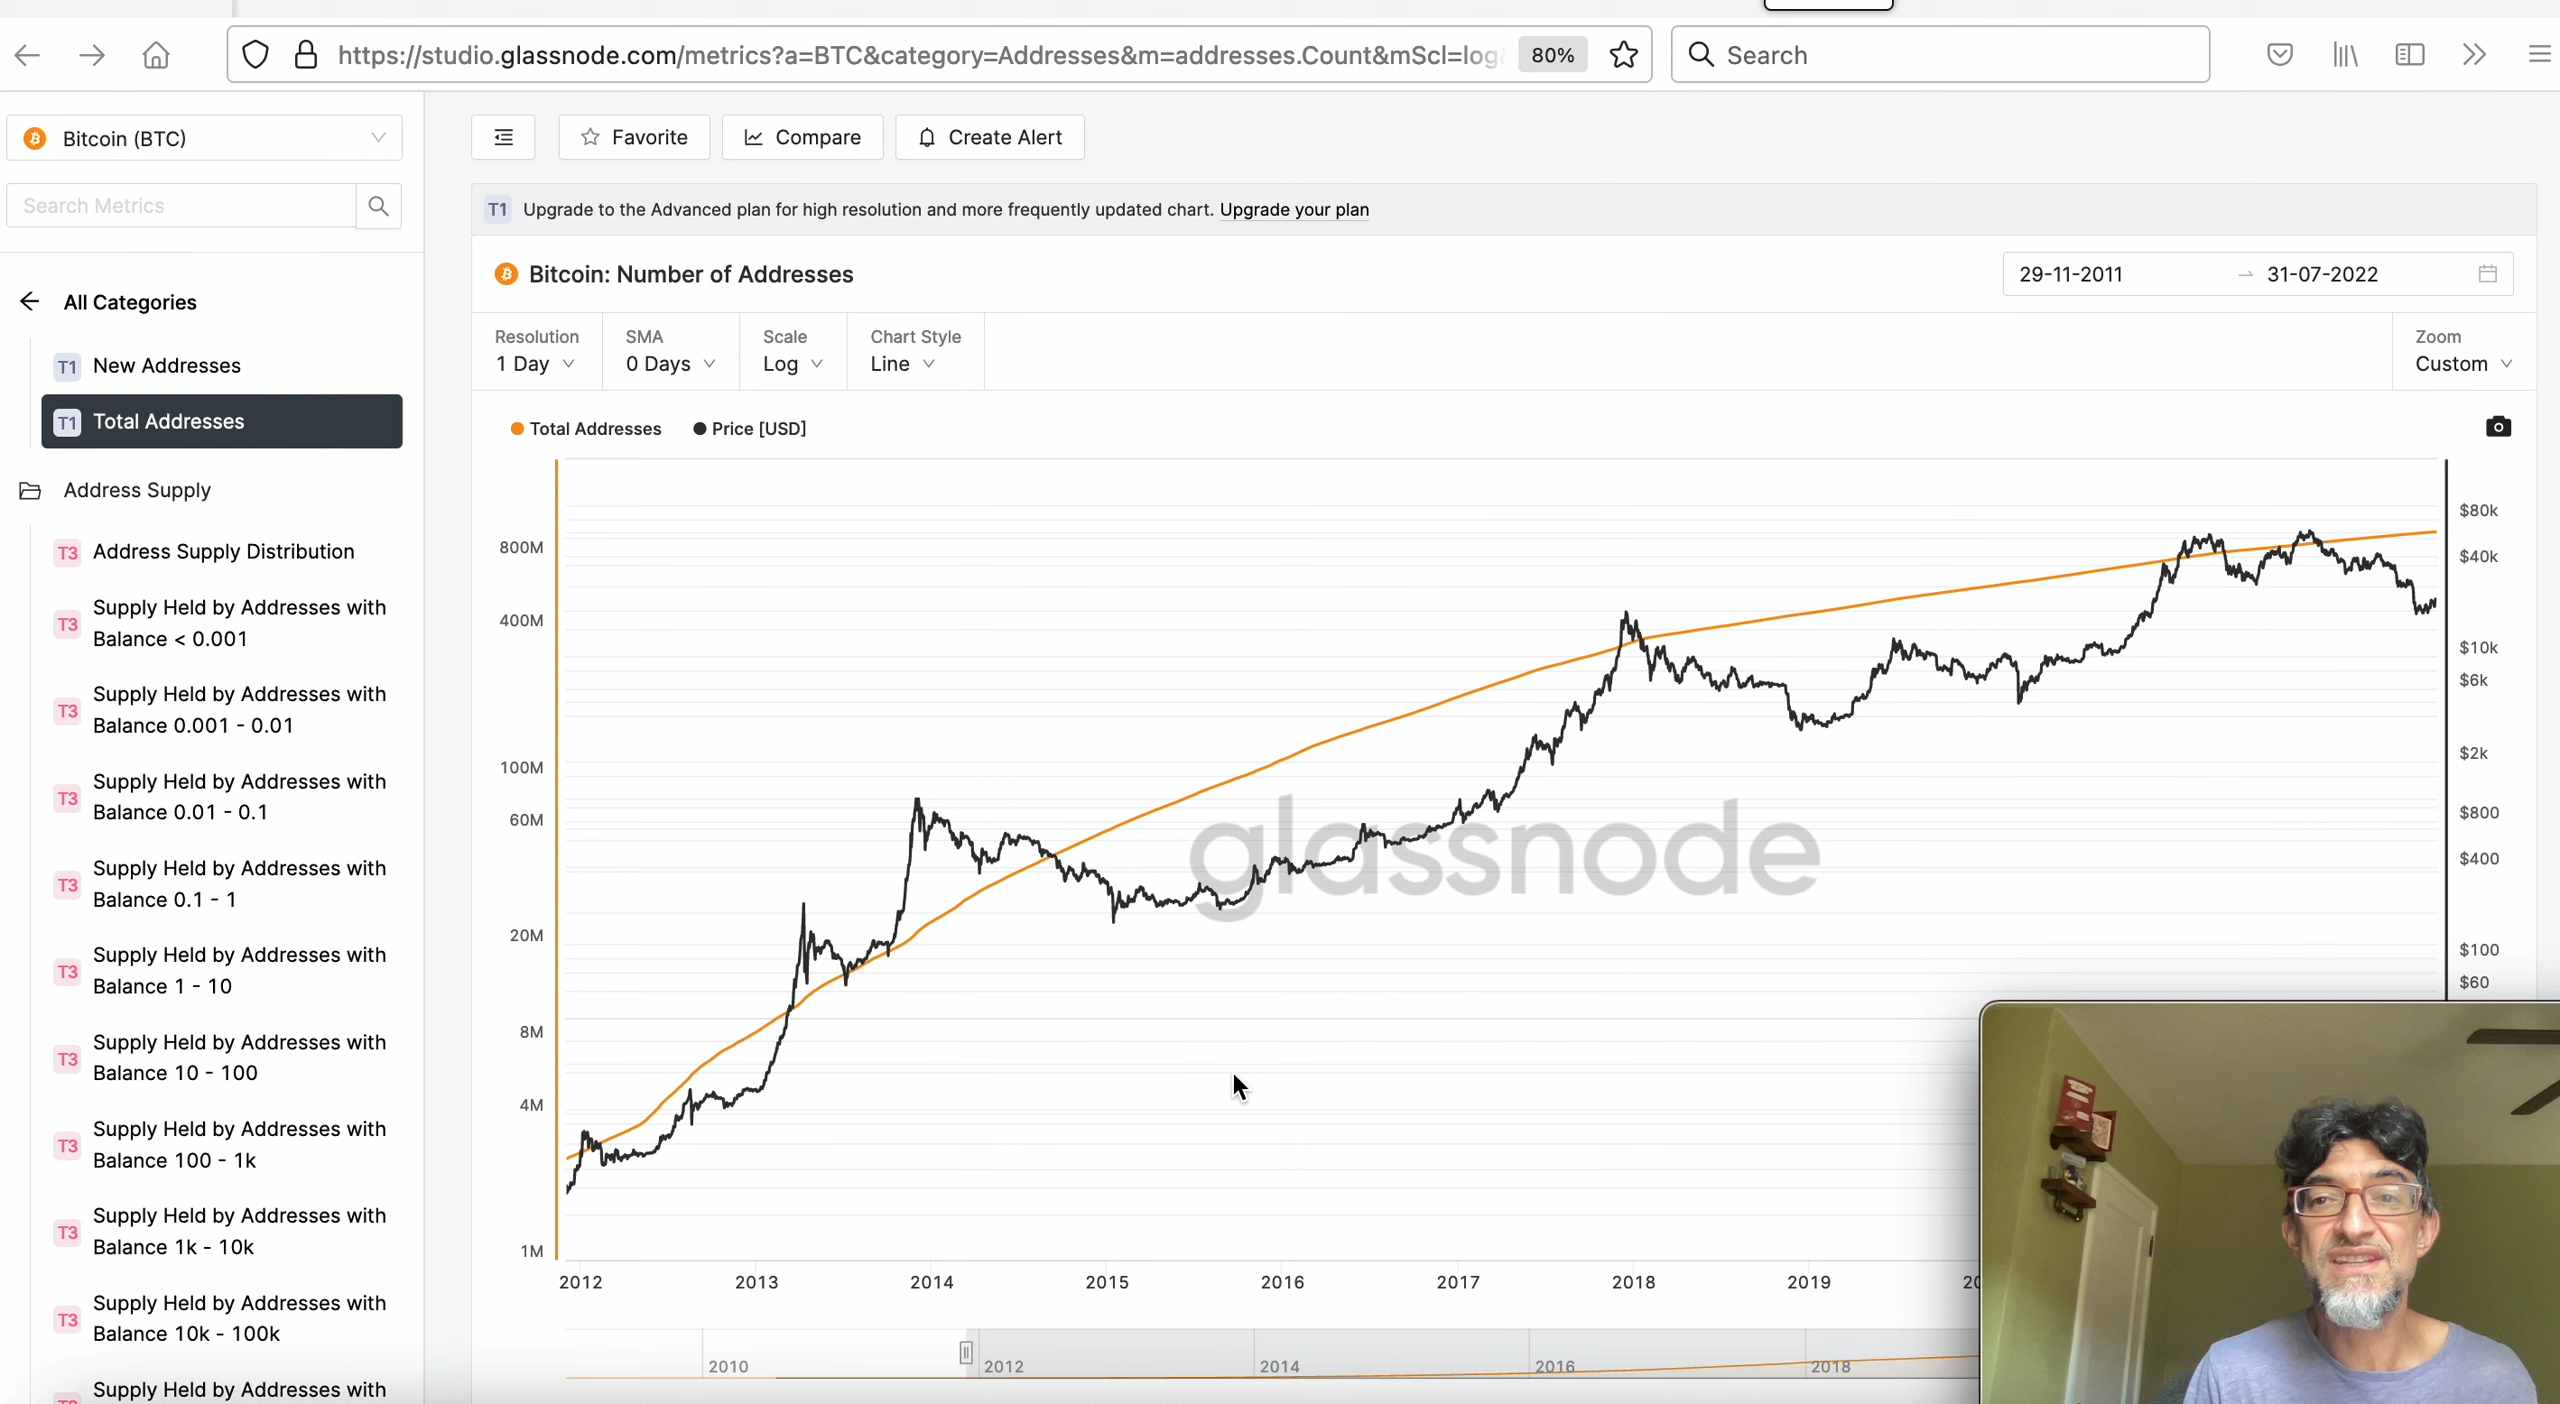 https://studio.glassnode.com/metrics?a=BTC&category=Addresses&m=addresses.Count&mScl=log
80%
Search
Bitcoin (BTC)
Favorite
Compare
Create Alert
Search Metrics
T1 Upgrade to the Advanced plan for high resolution and more frequently updated chart. Upgrade your plan
Bitcoin: Number of Addresses
29-11-2011 → 31-07-2022
All Categories
T1 New Addresses
T1 Total Addresses
Address Supply
T3 Address Supply Distribution
T3 Supply Held by Addresses with
Balance < 0.001
T3 Supply Held by Addresses with
Balance 0.001 - 0.01
T3 Supply Held by Addresses with
Balance 0.01 - 0.1
T3 Supply Held by Addresses with
Balance 0.1 - 1
T3 Supply Held by Addresses with
Balance 1 - 10
T3 Supply Held by Addresses with
Balance 10 - 100
T3 Supply Held by Addresses with
Balance 100 - 1k
T3 Supply Held by Addresses with
Balance 1k - 10k
T3 Supply Held by Addresses with
Balance 10k - 100k
Supply Held by Addresses with
Resolution
1 Day
SMA
0 Days
Scale
Log
Chart Style
Line
Zoom
Custom
Total Addresses
Price [USD]
800M
400M
100M
60M
20M
8M
4M
1M
$80k
$40k
$10k
$6k
$2k
$800
$400
$100
$60
glassnode
2012 2013 2014 2015 2016 2017 2018 2019
2010 2012 2014 2016 2018